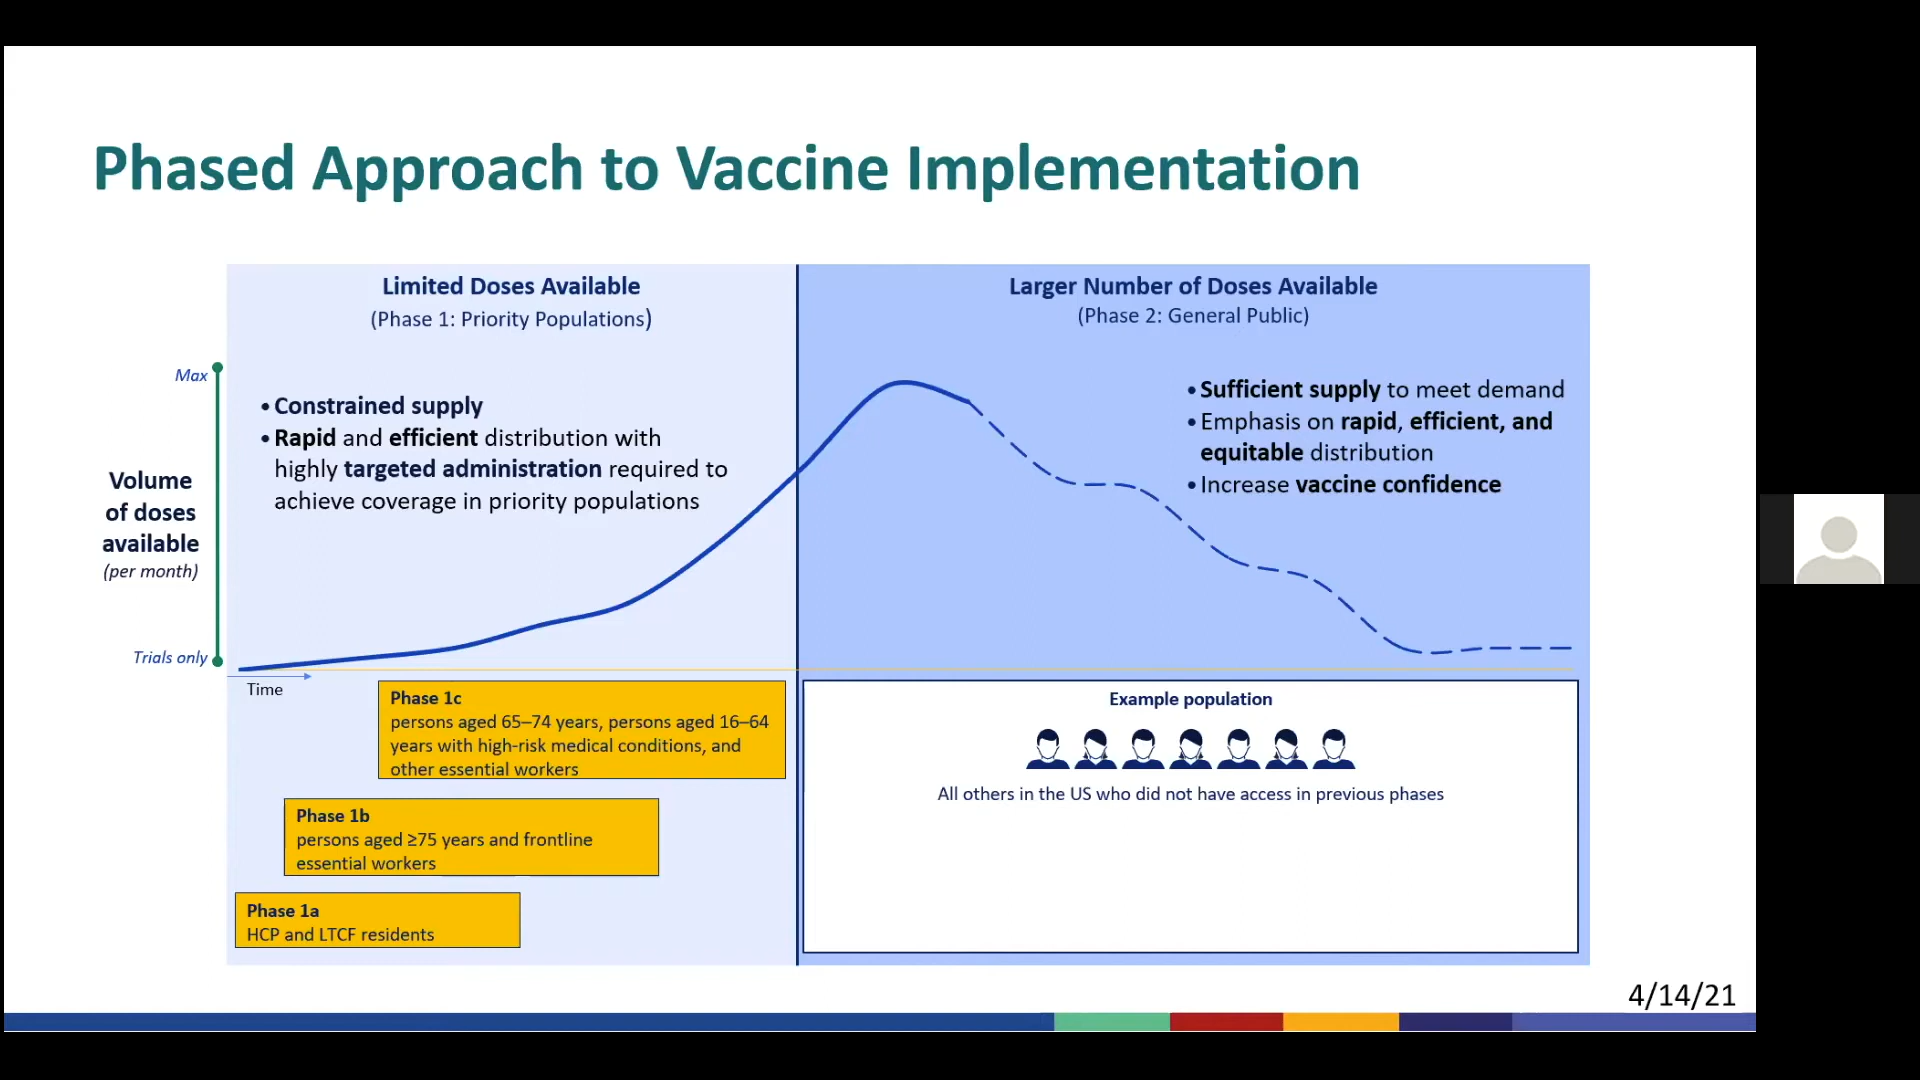 Phased Approach to Vaccine Implementation
Limited Doses Available
(Phase 1: Priority Populations)
Larger Number of Doses Available
(Phase 2: General Public)
Max
Volume
of doses
available
(per month)
Trials only
•Constrained supply
•Rapid and efficient distribution with
highly targeted administration required to
achieve coverage in priority populations
•Sufficient supply to meet demand
•Emphasis on rapid, efficient, and
equitable distribution
•Increase vaccine confidence
Time
Phase 1c
persons aged 65–74 years, persons aged 16–64
years with high-risk medical conditions, and
other essential workers
Phase 1b
persons aged ≥75 years and frontline
essential workers
Phase 1a
HCP and LTCF residents
Example population
All others in the US who did not have access in previous phases
4/14/21